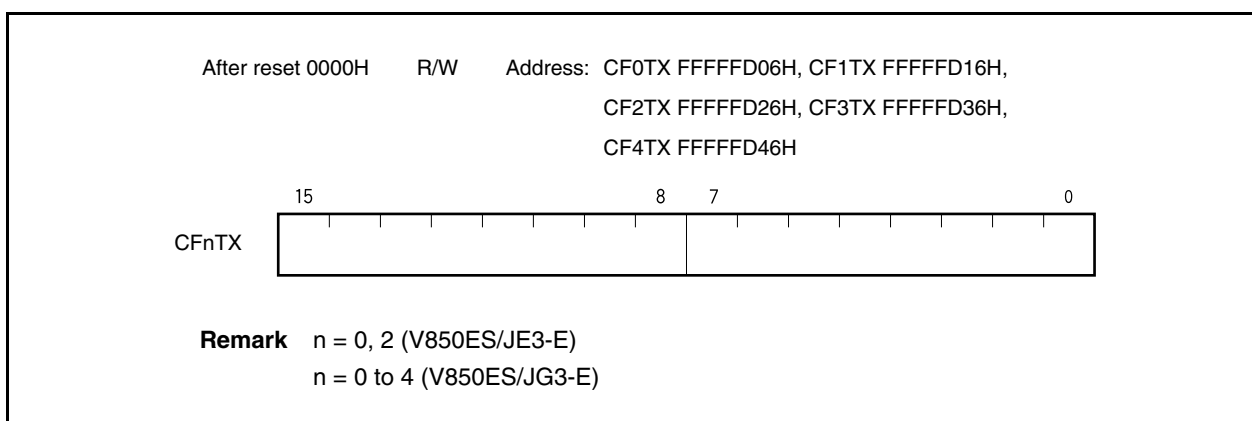 After reset 0000H R/W Address: CF0TX FFFFFD06H, CF1TX FFFFFD16H,
CF2TX FFFFFD26H, CF3TX FFFFFD36H,
CF4TX FFFFFD46H
15 8 7 0
CFnTX
Remark n = 0, 2 (V850ES/JE3-E)
n = 0 to 4 (V850ES/JG3-E)